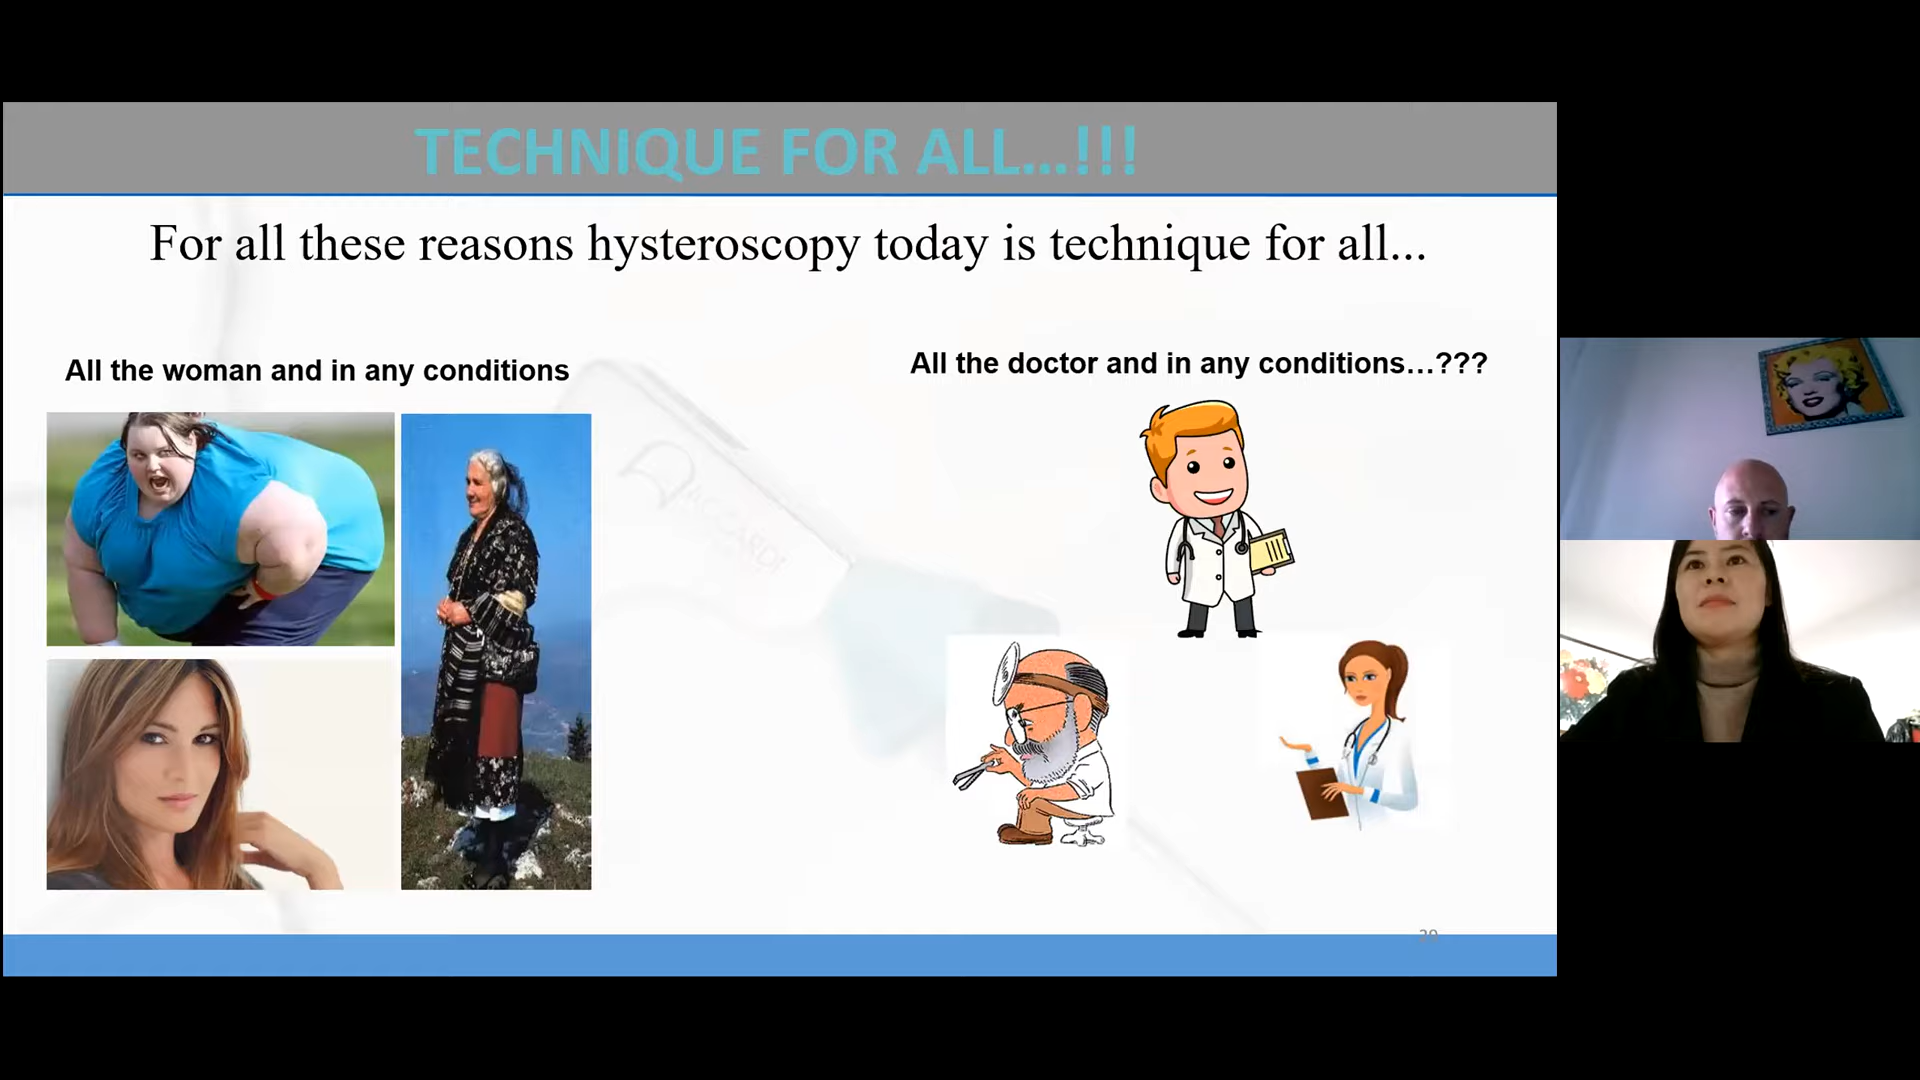 TECHNIQUE FOR ALL...!!!
For all these reasons hysteroscopy today is technique for all...
All the woman and in any conditions
All the doctor and in any conditions...???